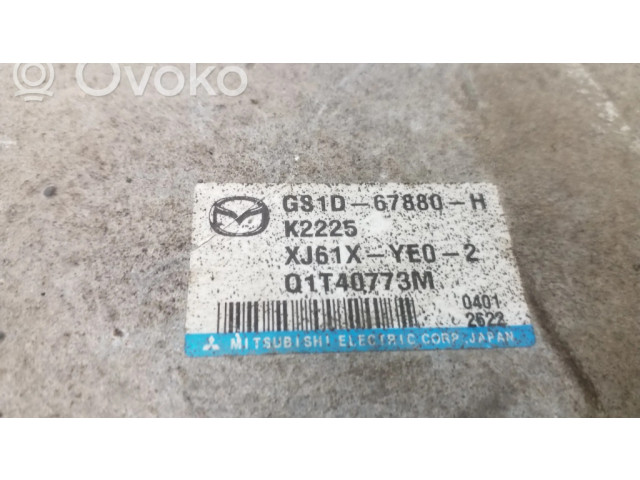 © Ovoko
GS1D-67880-H
K2225
XJ61X-YE0-2
Q1T40773M
0401
2622
MITSUBISHI ELECTRIC CORP. JAPAN